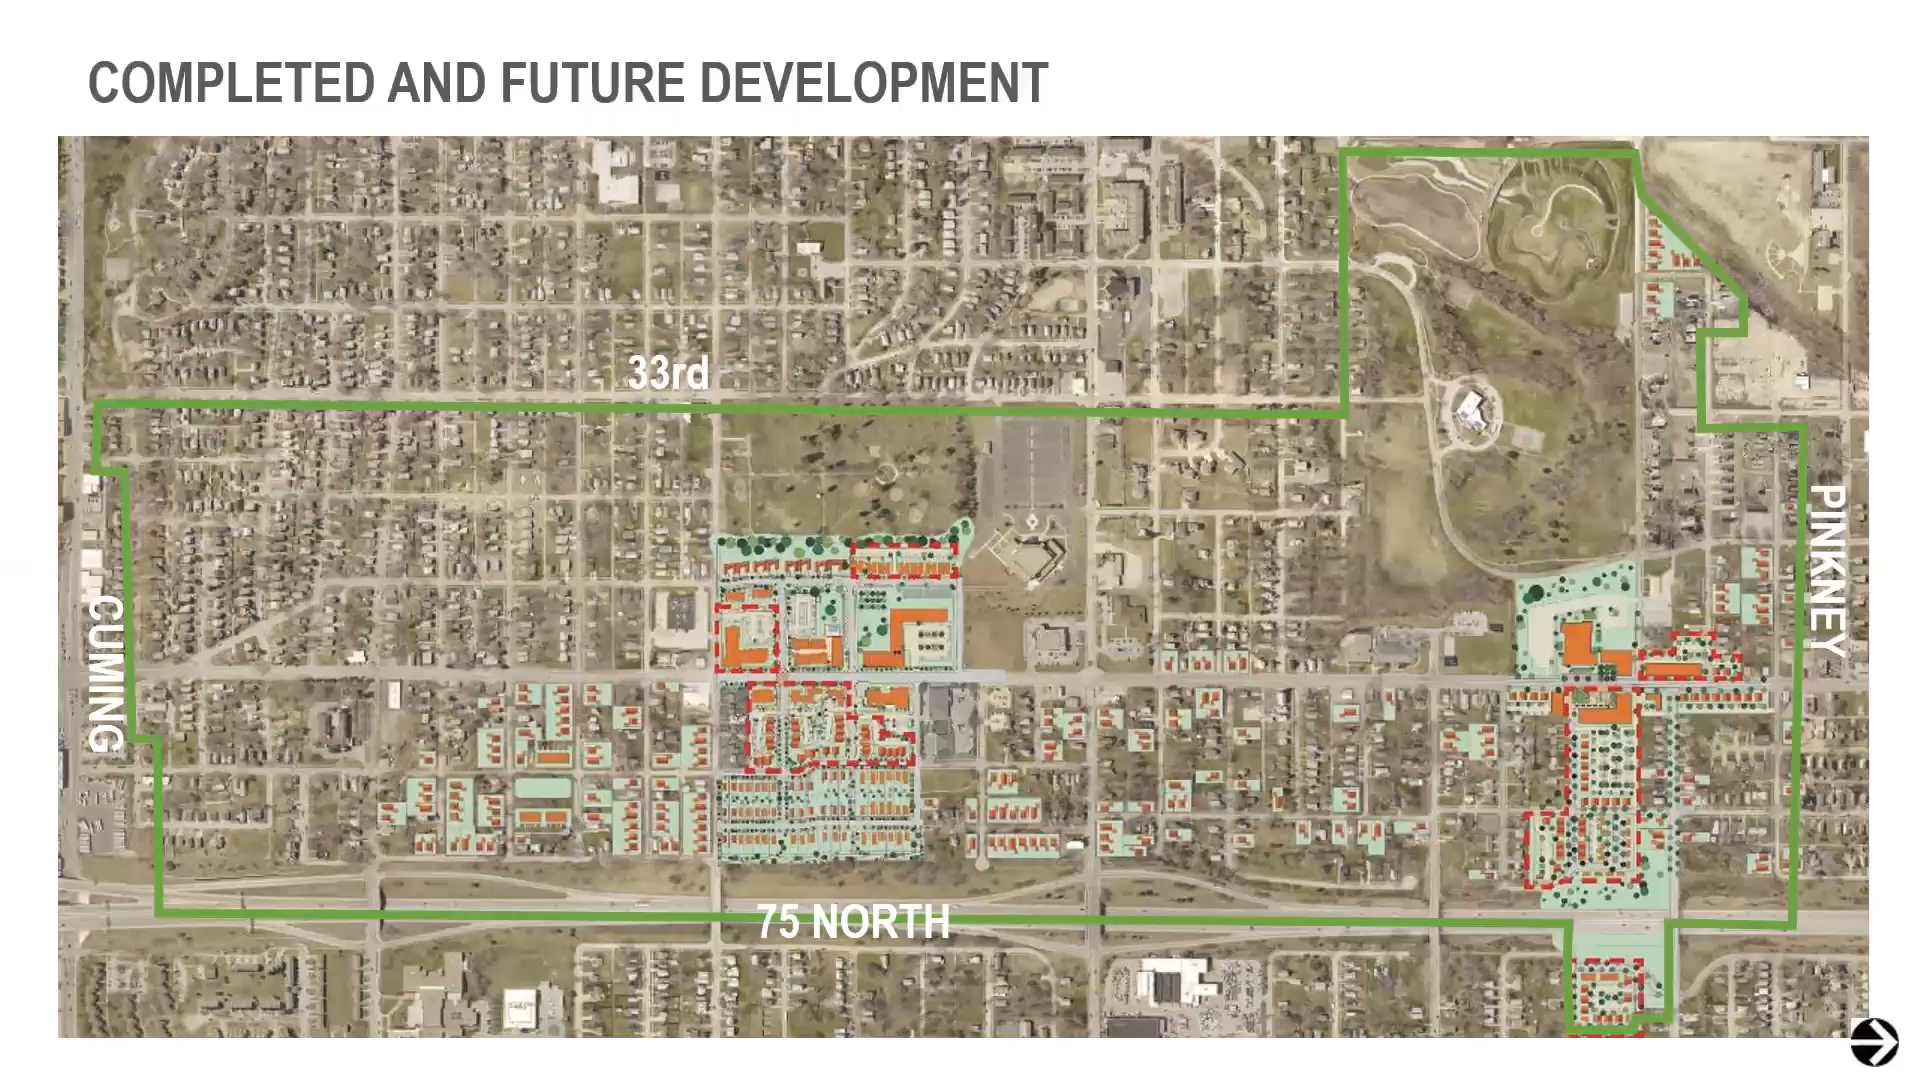 COMPLETED AND FUTURE DEVELOPMENT
33rd
PINKNEY
CUMING
75 NORTH